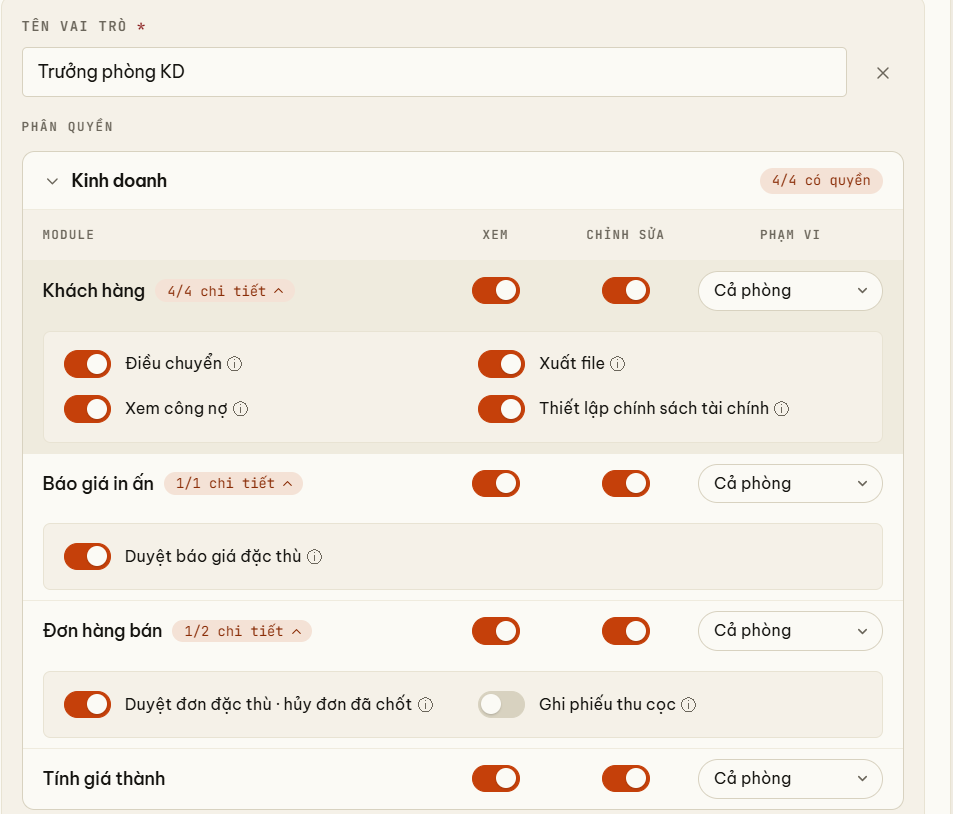 TÊN VAI TRÒ *
Trưởng phòng KD
PHÂN QUYỀN
Kinh doanh 4/4 có quyền
MODULE XEM CHỈNH SỬA PHẠM VI
Khách hàng 4/4 chi tiết Cả phòng
Điều chuyển Xuất file
Xem công nợ Thiết lập chính sách tài chính
Báo giá in ấn 1/1 chi tiết Cả phòng
Duyệt báo giá đặc thù
Đơn hàng bán 1/2 chi tiết Cả phòng
Duyệt đơn đặc thù · hủy đơn đã chốt Ghi phiếu thu cọc
Tính giá thành Cả phòng